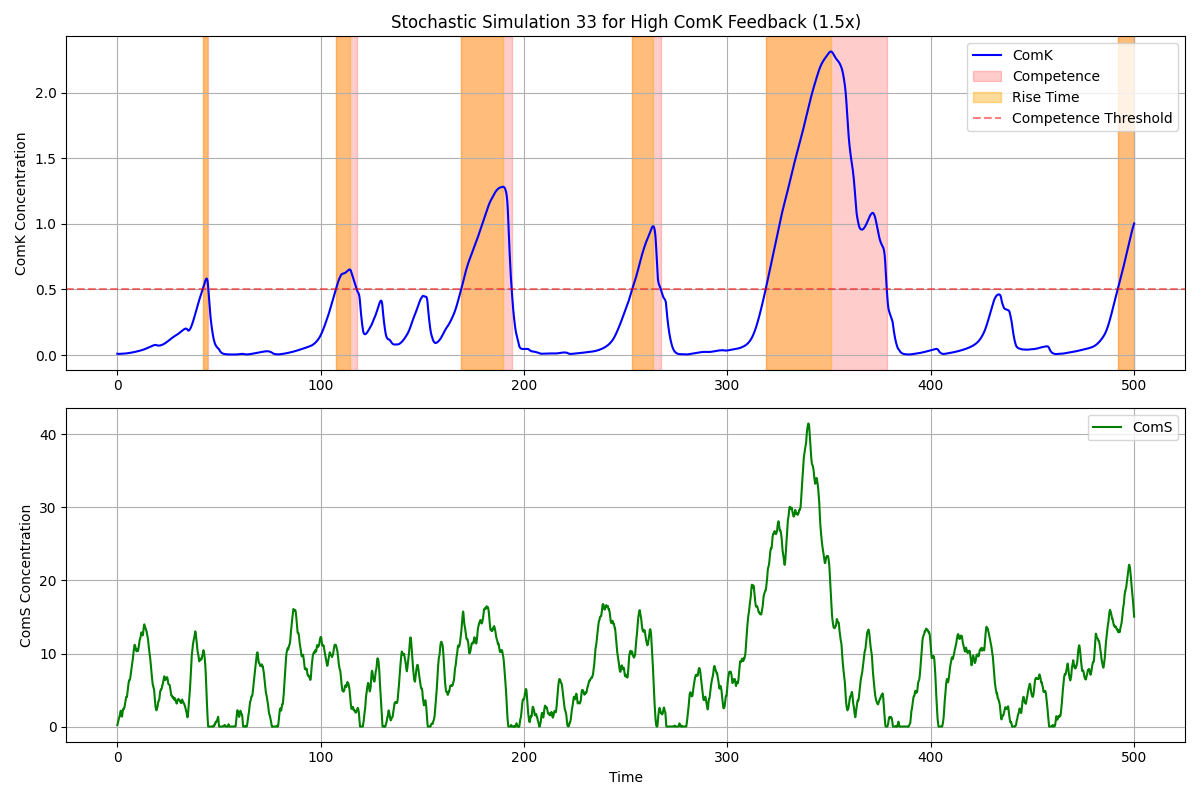 Stochastic Simulation 33 for High ComK Feedback (1.5x)
ComK Concentration
2.0
1.5
1.0
0.5
0.0
ComK
Competence
Rise Time
Competence Threshold
0 100 200 300 400 500
ComS Concentration
40
30
20
10
0
ComS
0 100 200 300 400 500
Time